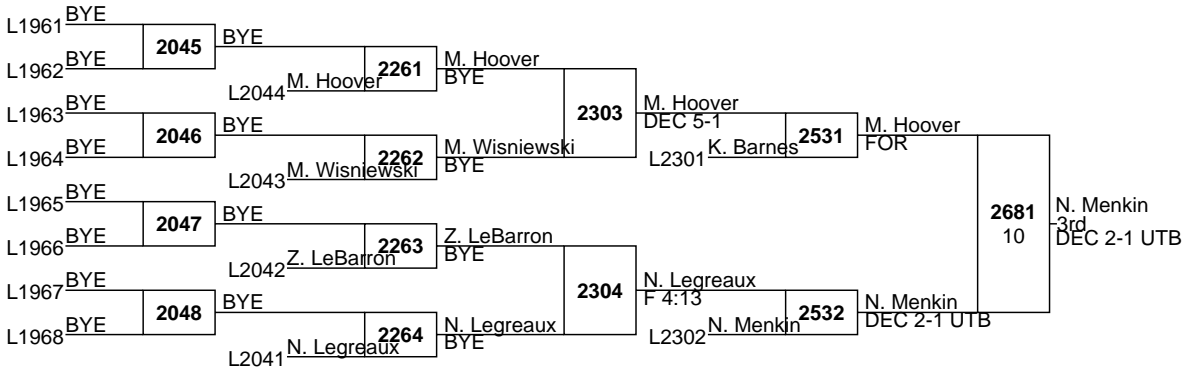 L1961 BYE
2045 BYE
L1962 BYE
2261 M. Hoover
BYE
L2044 M. Hoover
L1963 BYE
2303 M. Hoover
DEC 5-1
2046 BYE
2531 M. Hoover
FOR
L1964 BYE
2262 M. Wisniewski
BYE
L2301 K. Barnes
L2043 M. Wisniewski
L1965 BYE
2681 N. Menkin
10 3rd
DEC 2-1 UTB
2047 BYE
L1966 BYE
2263 Z. LeBarron
BYE
L2042 Z. LeBarron
L1967 BYE
2304 N. Legreaux
F 4:13
2048 BYE
2532 N. Menkin
DEC 2-1 UTB
L1968 BYE
2264 N. Legreaux
BYE
L2302 N. Menkin
L2041 N. Legreaux